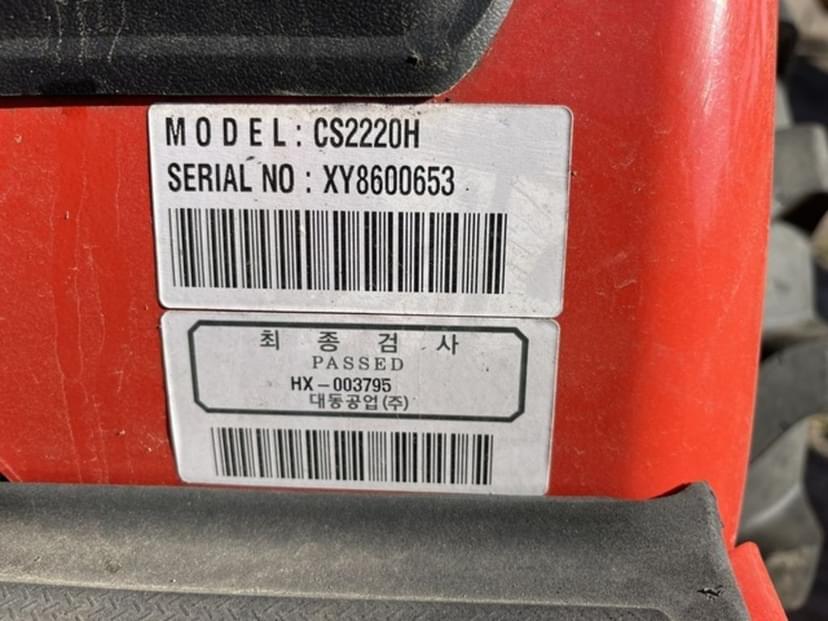 MODEL: CS2220H
SERIAL NO : XY8600653
최 종 검 사
PASSED
HX-003795
대동공업(주)